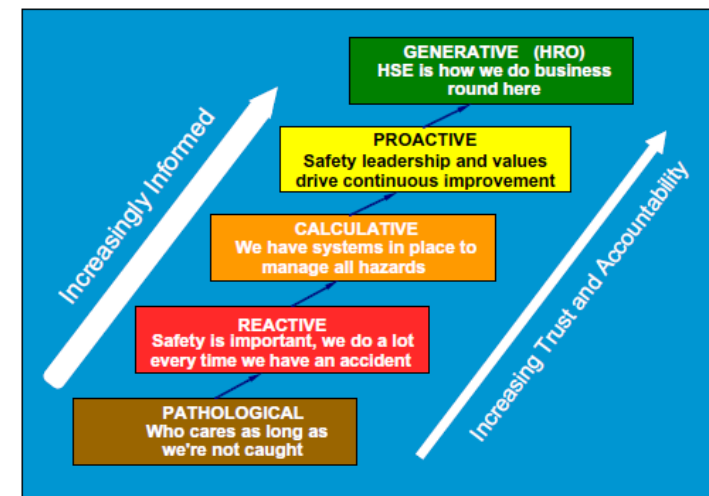 GENERATIVE (HRO)
HSE is how we do business
round here
PROACTIVE
Safety leadership and values
drive continuous improvement
CALCULATIVE
We have systems in place to
manage all hazards
REACTIVE
Safety is important, we do a lot
every time we have an accident
PATHOLOGICAL
Who cares as long as
we're not caught
Increasingly Informed
Increasing Trust and Accountability